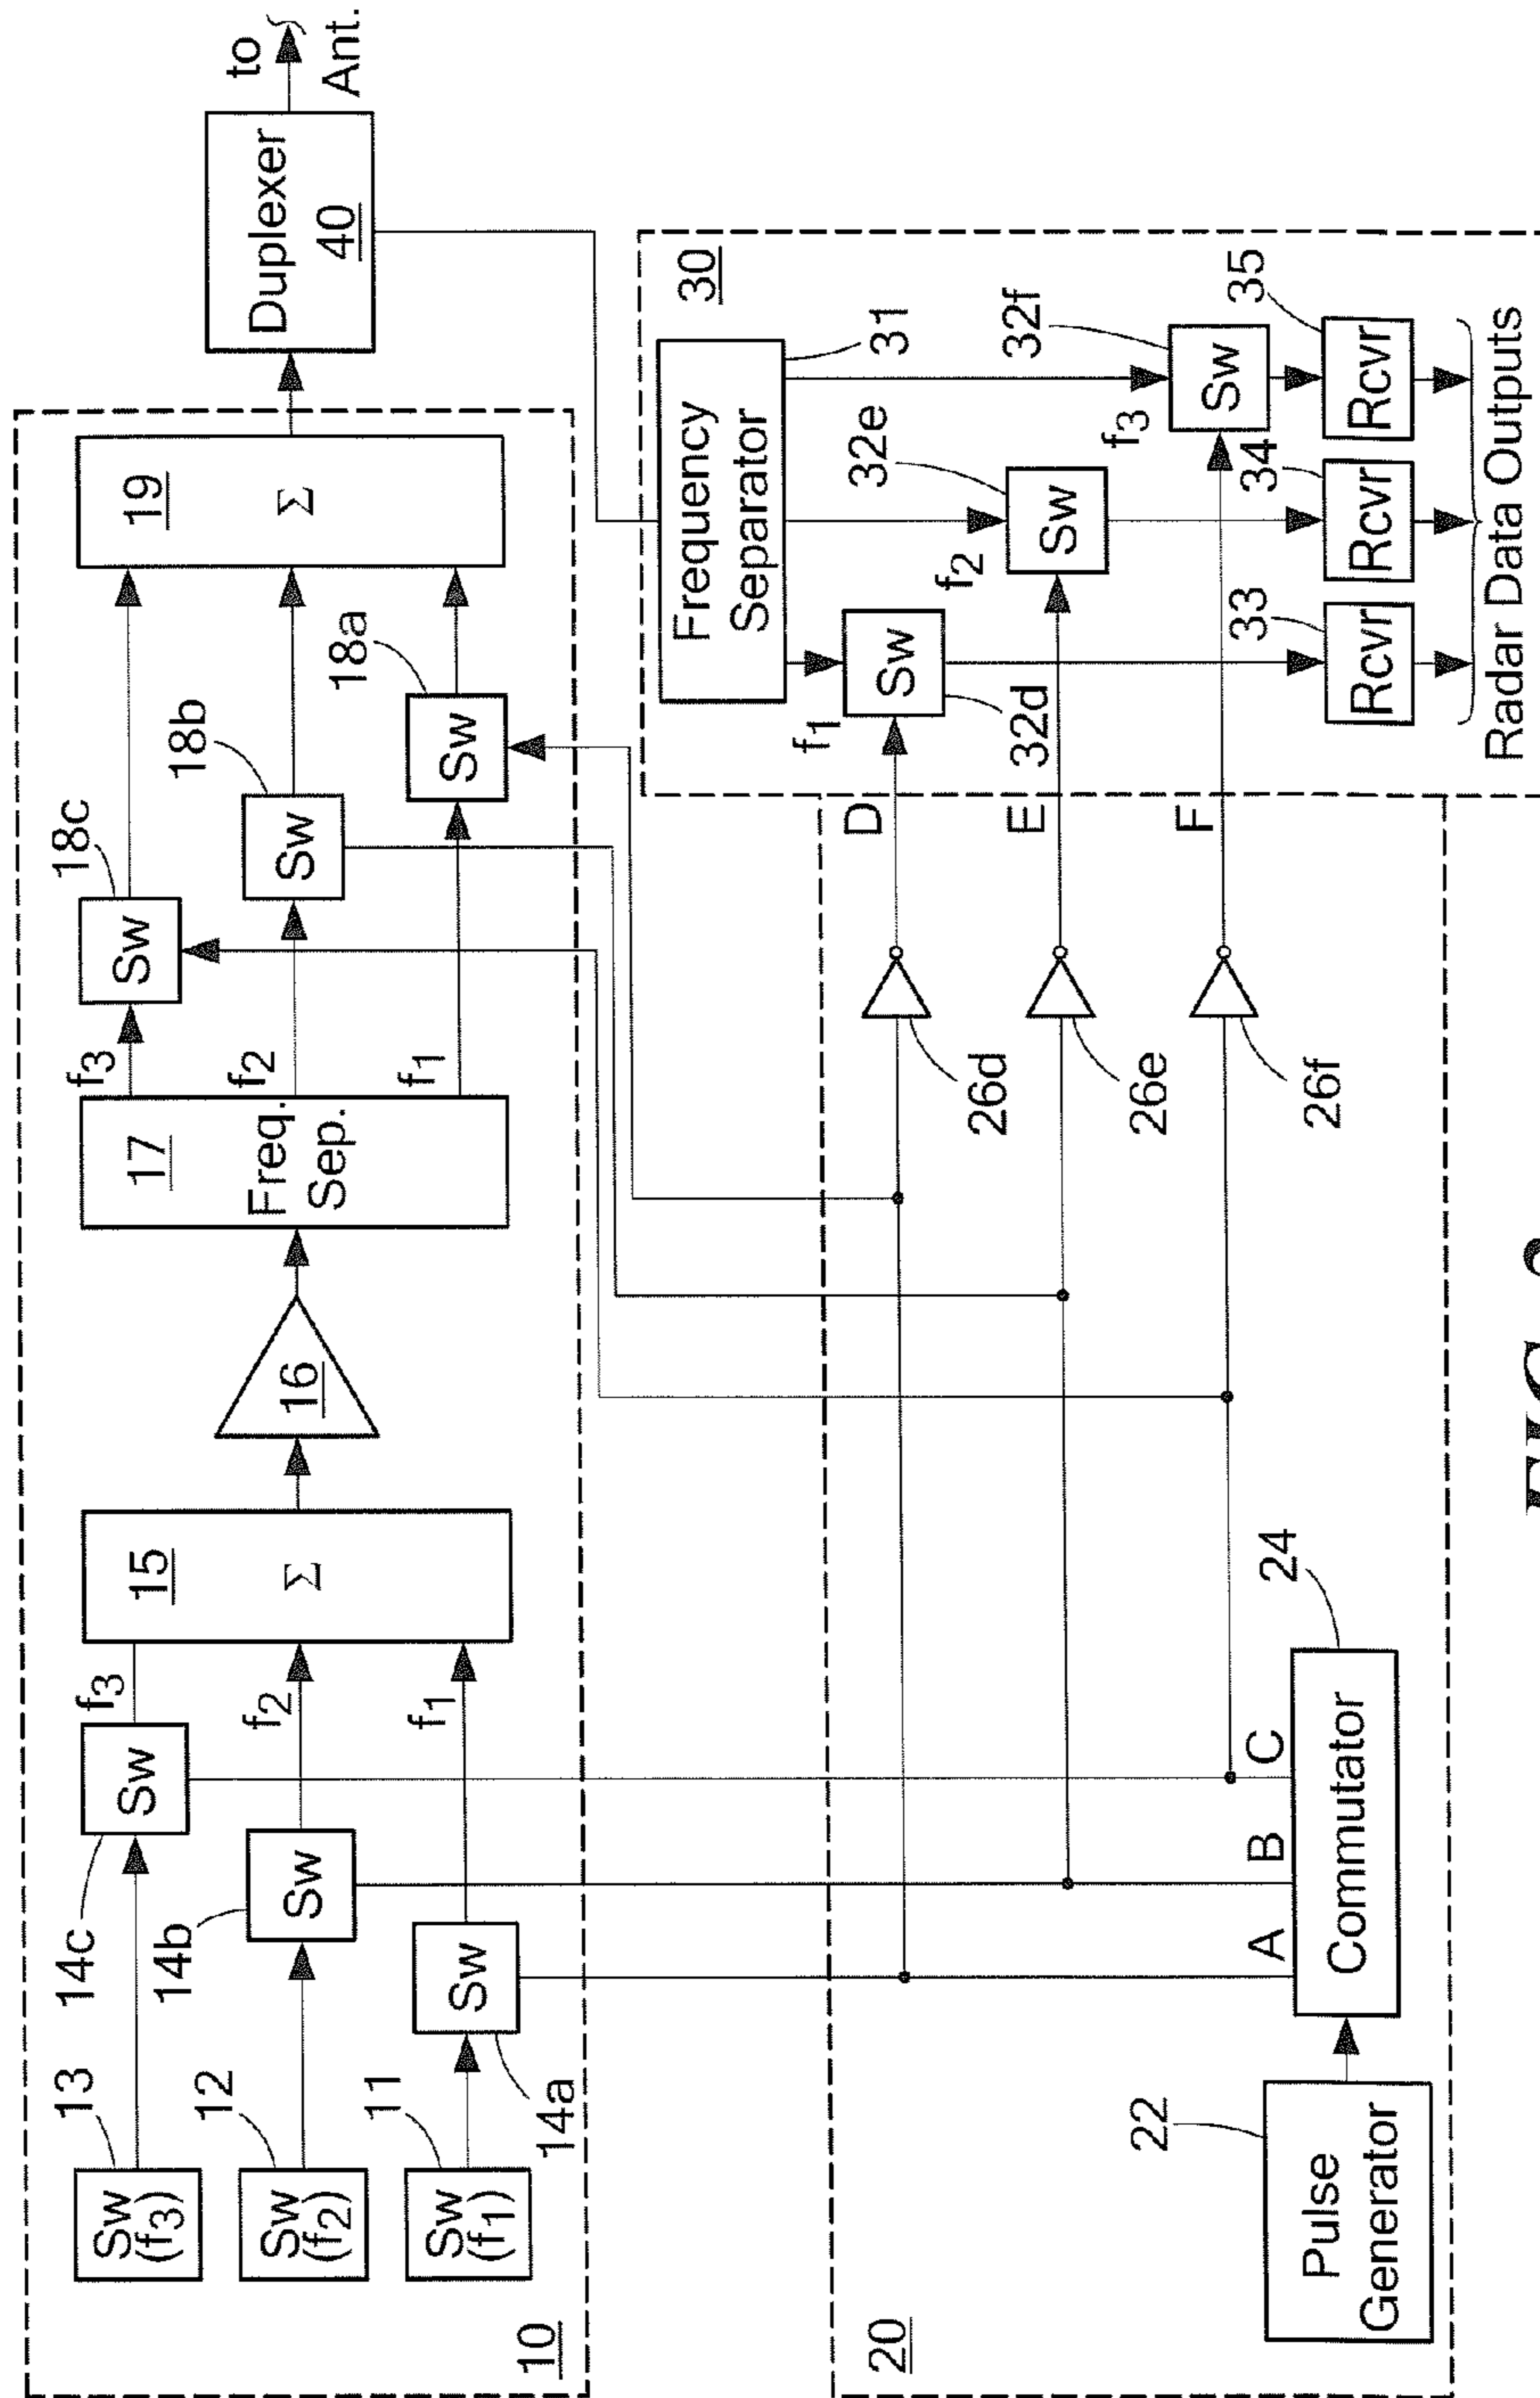 13
Sw
(f3)
12
Sw
(f2)
11
Sw
(f1)
10
14c
Sw
14b
Sw
14a
Sw
f3
f2
f1
15
Σ
16
17
Freq.
Sep.
f3
f2
f1
18c
Sw
18b
Sw
18a
Sw
19
Σ
Duplexer
40
to
Ant.
20
22
Pulse
Generator
24
Commutator
A
B
C
26d
26e
26f
D
E
F
30
Frequency
Separator
31
f1
Sw
32d
f2
Sw
32e
f3
Sw
32f
33
Rcvr
34
Rcvr
35
Rcvr
Radar Data Outputs